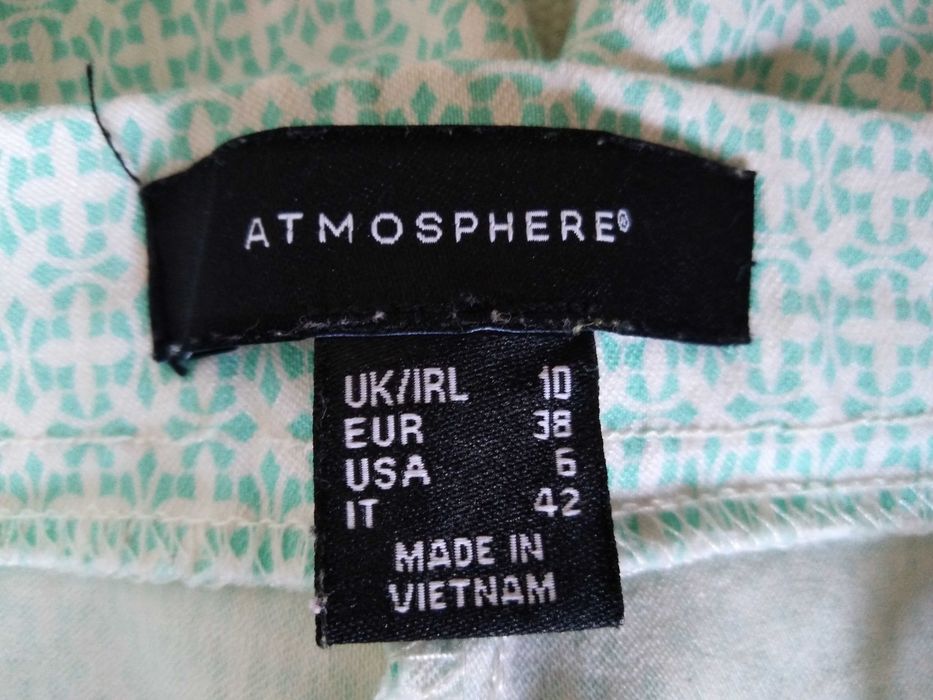 ATMOSPHERE®
UK/IRL 10
EUR 38
USA 6
IT 42
MADE IN
VIETNAM